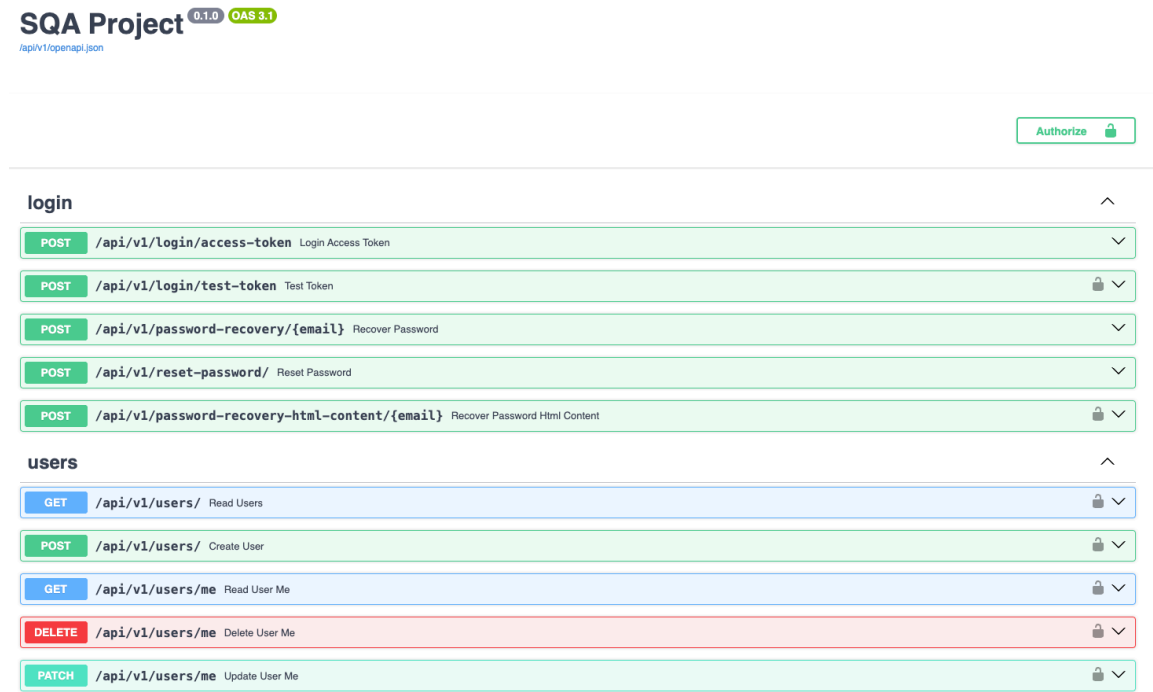 SQA Project 0.1.0 OAS 3.1
/api/v1/openapi.json
Authorize
login
POST /api/v1/login/access-token Login Access Token
POST /api/v1/login/test-token Test Token
POST /api/v1/password-recovery/{email} Recover Password
POST /api/v1/reset-password/ Reset Password
POST /api/v1/password-recovery-html-content/{email} Recover Password Html Content
users
GET /api/v1/users/ Read Users
POST /api/v1/users/ Create User
GET /api/v1/users/me Read User Me
DELETE /api/v1/users/me Delete User Me
PATCH /api/v1/users/me Update User Me